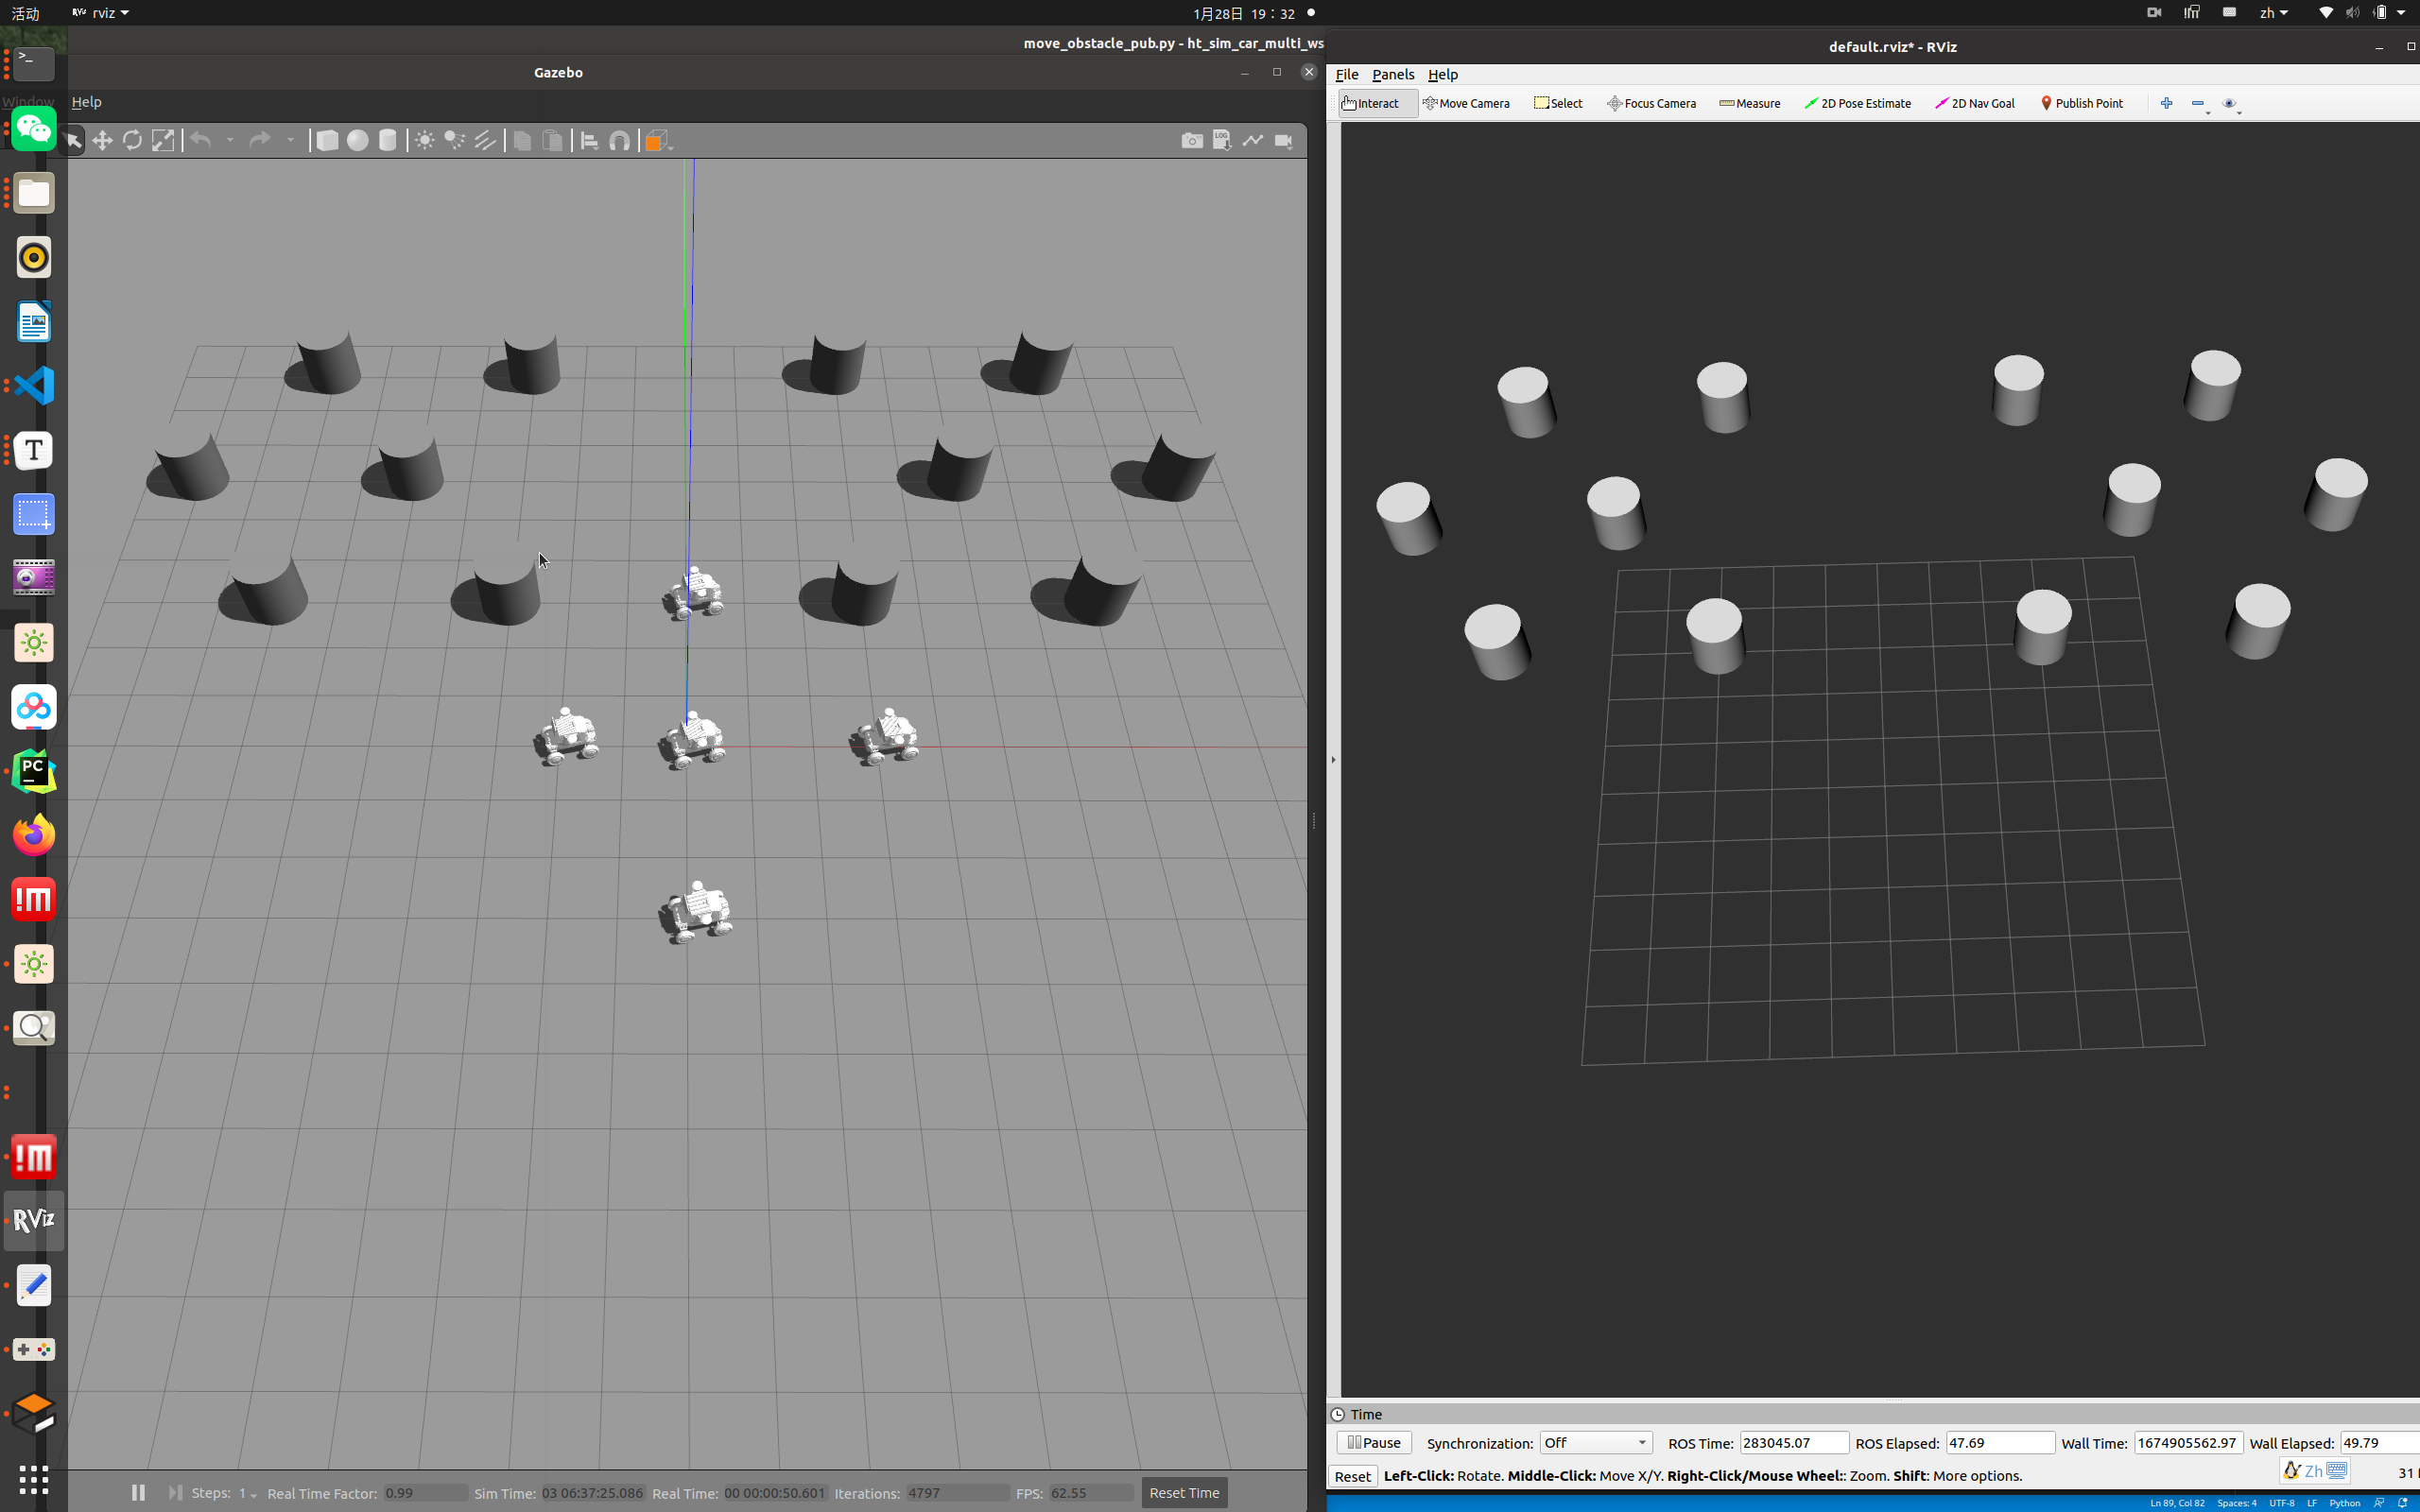 活动
rviz
1月28日 19：32
zh
move_obstacle_pub.py - ht_sim_car_multi_ws
Gazebo
Window
Help
default.rviz* - RViz
File Panels Help
Interact Move Camera Select Focus Camera Measure 2D Pose Estimate 2D Nav Goal Publish Point
LOG
T
PC
!m
!m
RViz
Time
Pause Synchronization: Off ROS Time: 283045.07 ROS Elapsed: 47.69 Wall Time: 1674905562.97 Wall Elapsed: 49.79
Reset Left-Click: Rotate. Middle-Click: Move X/Y. Right-Click/Mouse Wheel:: Zoom. Shift: More options.
Zh
31
Steps: 1 Real Time Factor: 0.99 Sim Time: 03 06:37:25.086 Real Time: 00 00:00:50.601 Iterations: 4797 FPS: 62.55 Reset Time
Ln 89, Col 82 Spaces: 4 UTF-8 LF Python